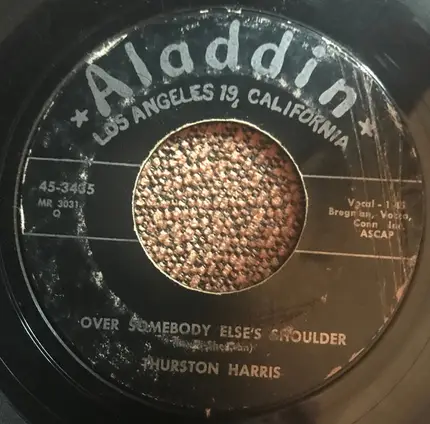 Aladdin
LOS ANGELES 19, CALIFORNIA
45-3435
MR 3031
Q
Vocal -
Bregman, Vocco,
Conn Inc.
ASCAP
OVER SOMEBODY ELSE'S SHOULDER
THURSTON HARRIS